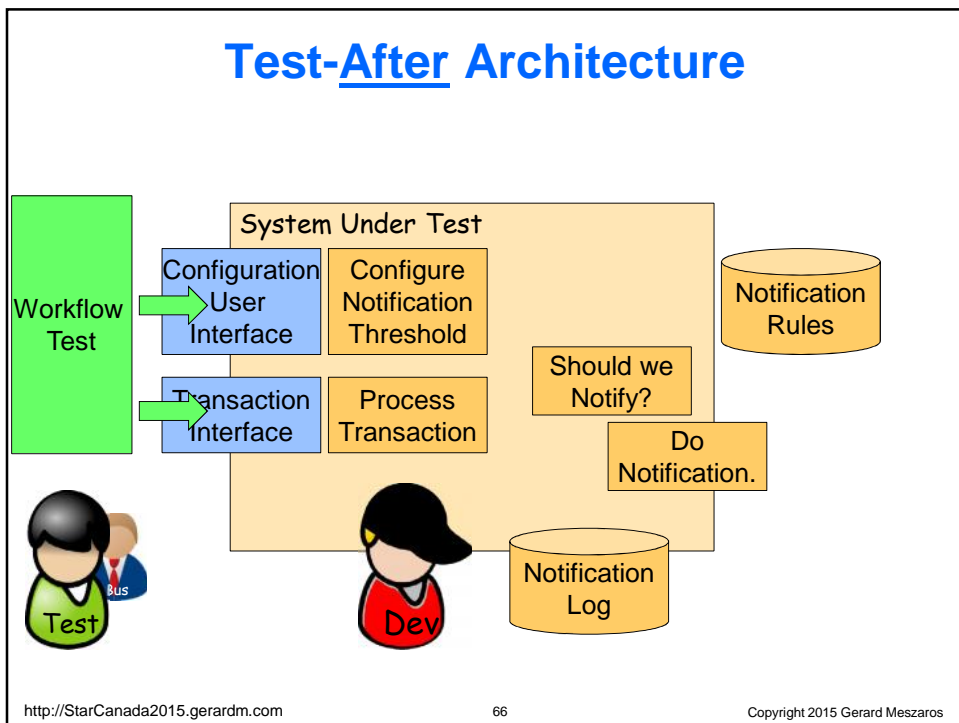 Test-After Architecture
System Under Test
Workflow
Test
Configuration
User
Interface
Configure
Notification
Threshold
Notification
Rules
Should we
Notify?
Transaction
Interface
Process
Transaction
Do
Notification.
Bus
Test
Dev
Notification
Log
http://StarCanada2015.gerardm.com
66
Copyright 2015 Gerard Meszaros